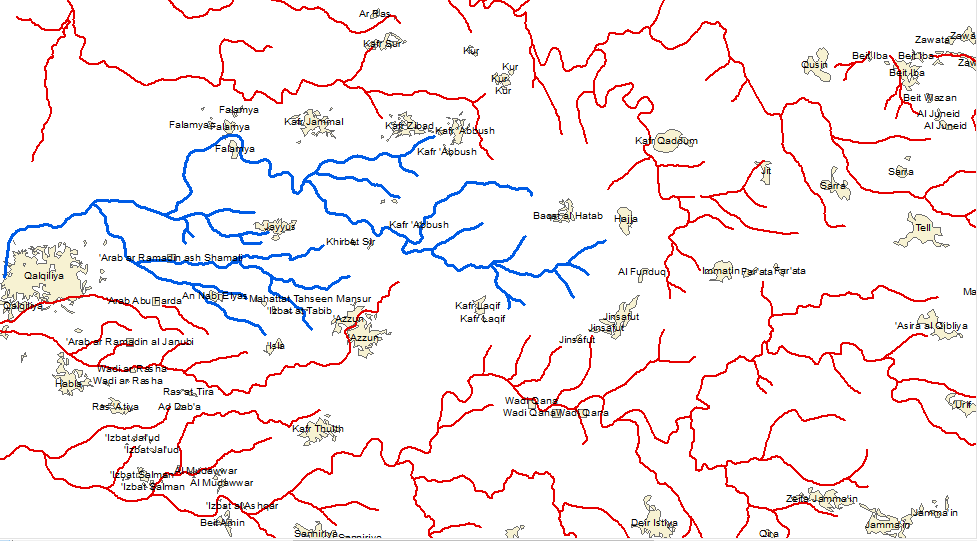 Ar Ras
Kafr Sur
Kur
Kur
Kur
Kur
Zawata
Beit Iba
Beit Iba
Qusin
Beit Iba
Beit Wazan
Al Juneid
Al Juneid
Falamya
Falamya
Falamya
Falamya
Kafr Jammal
Kafr Zibad
Kafr 'Abbush
Kafr 'Abbush
Kafr Qadoum
Jit
Sarra
Sarra
Baqat al Hatab
Hajja
Tell
Jayyus
Kafr 'Abbush
Khirbet Sir
'Arab ar Ramadin ash Shamali
Qalqiliya
Qalqiliya
Al Funduq
Immatin
Far'ata
Far'ata
'Arab Abu Farda
An Nabi Elyas
Mahattat Tahseen Mansur
'Izbat at Tabib
Azzun
Azzun
Kafr Laqif
Kafr Laqif
Jinsafut
Jinsafut
Jinsafut
'Asira al Qibliya
'Arab ar Ramadin al Janubi
'Isla
Wadi ar Rasha
Wadi ar Rasha
Habla
Ras at Tira
Ras 'Atiya
Ad Dab'a
Wadi Qana
Wadi Qana
Wadi Qana
'Urif
Kafr Thulth
'Izbat Jal'ud
'Izbat Jal'ud
'Izbat Salman
'Izbat Salman
Al Mudawwar
Al Mudawwar
'Izbat al Ashqar
Beit Amin
Sanniriya
Sanniriya
Deir Istiya
Qira
Zeita Jamma'in
Jamma'in
Jamma'in